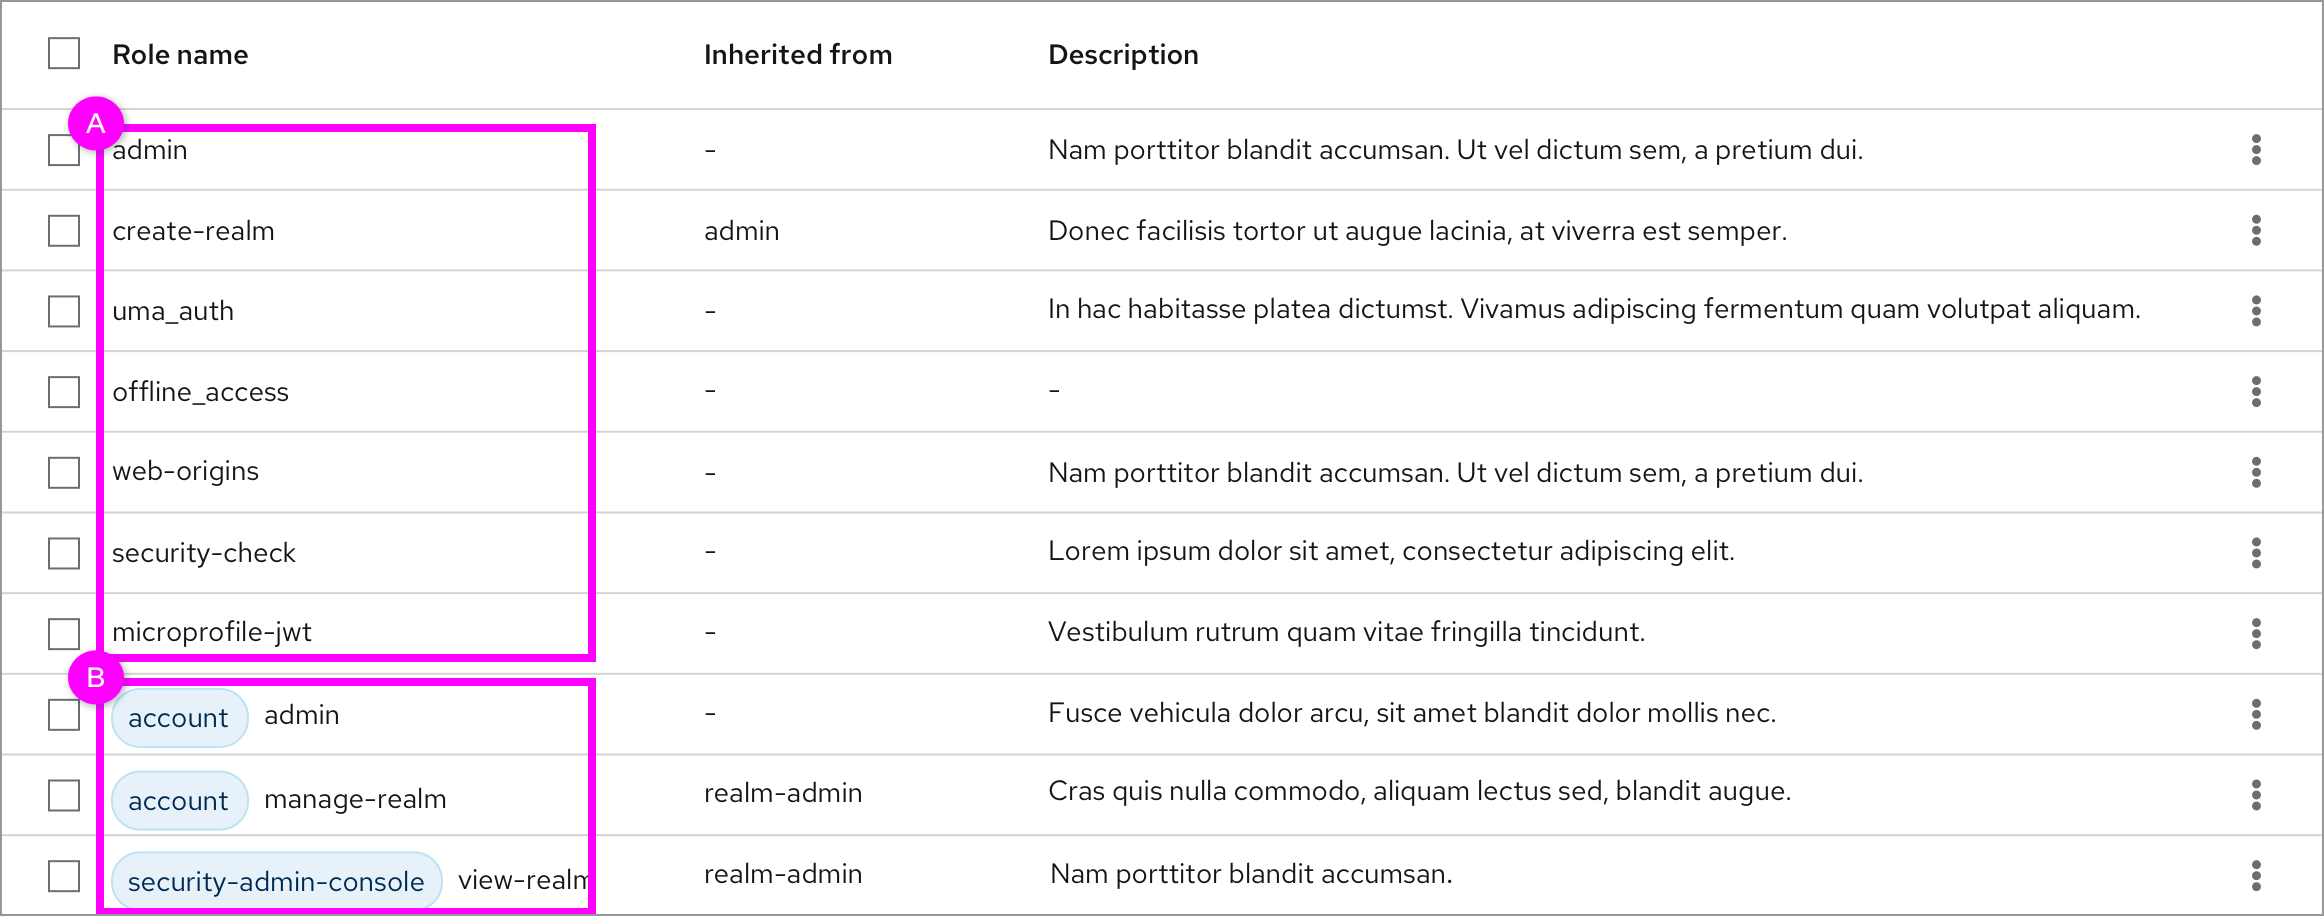 Role name Inherited from Description
A
admin - Nam porttitor blandit accumsan. Ut vel dictum sem, a pretium dui.
create-realm admin Donec facilisis tortor ut augue lacinia, at viverra est semper.
uma_auth - In hac habitasse platea dictumst. Vivamus adipiscing fermentum quam volutpat aliquam.
offline_access - -
web-origins - Nam porttitor blandit accumsan. Ut vel dictum sem, a pretium dui.
security-check - Lorem ipsum dolor sit amet, consectetur adipiscing elit.
microprofile-jwt - Vestibulum rutrum quam vitae fringilla tincidunt.
B
account admin - Fusce vehicula dolor arcu, sit amet blandit dolor mollis nec.
account manage-realm realm-admin Cras quis nulla commodo, aliquam lectus sed, blandit augue.
security-admin-console view-realm realm-admin Nam porttitor blandit accumsan.